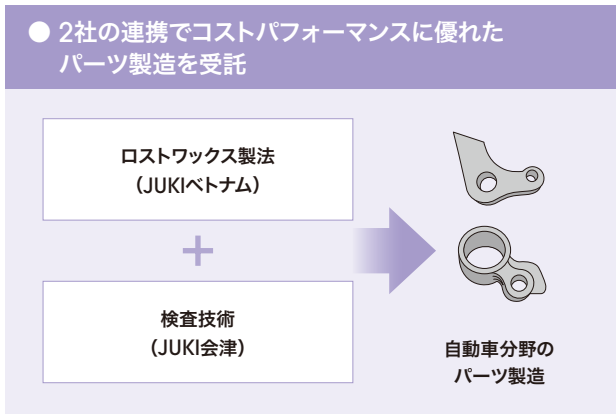 ● 2社の連携でコストパフォーマンスに優れた
パーツ製造を受託
ロストワックス製法
（JUKIベトナム）
+
検査技術
（JUKI会津）
自動車分野の
パーツ製造